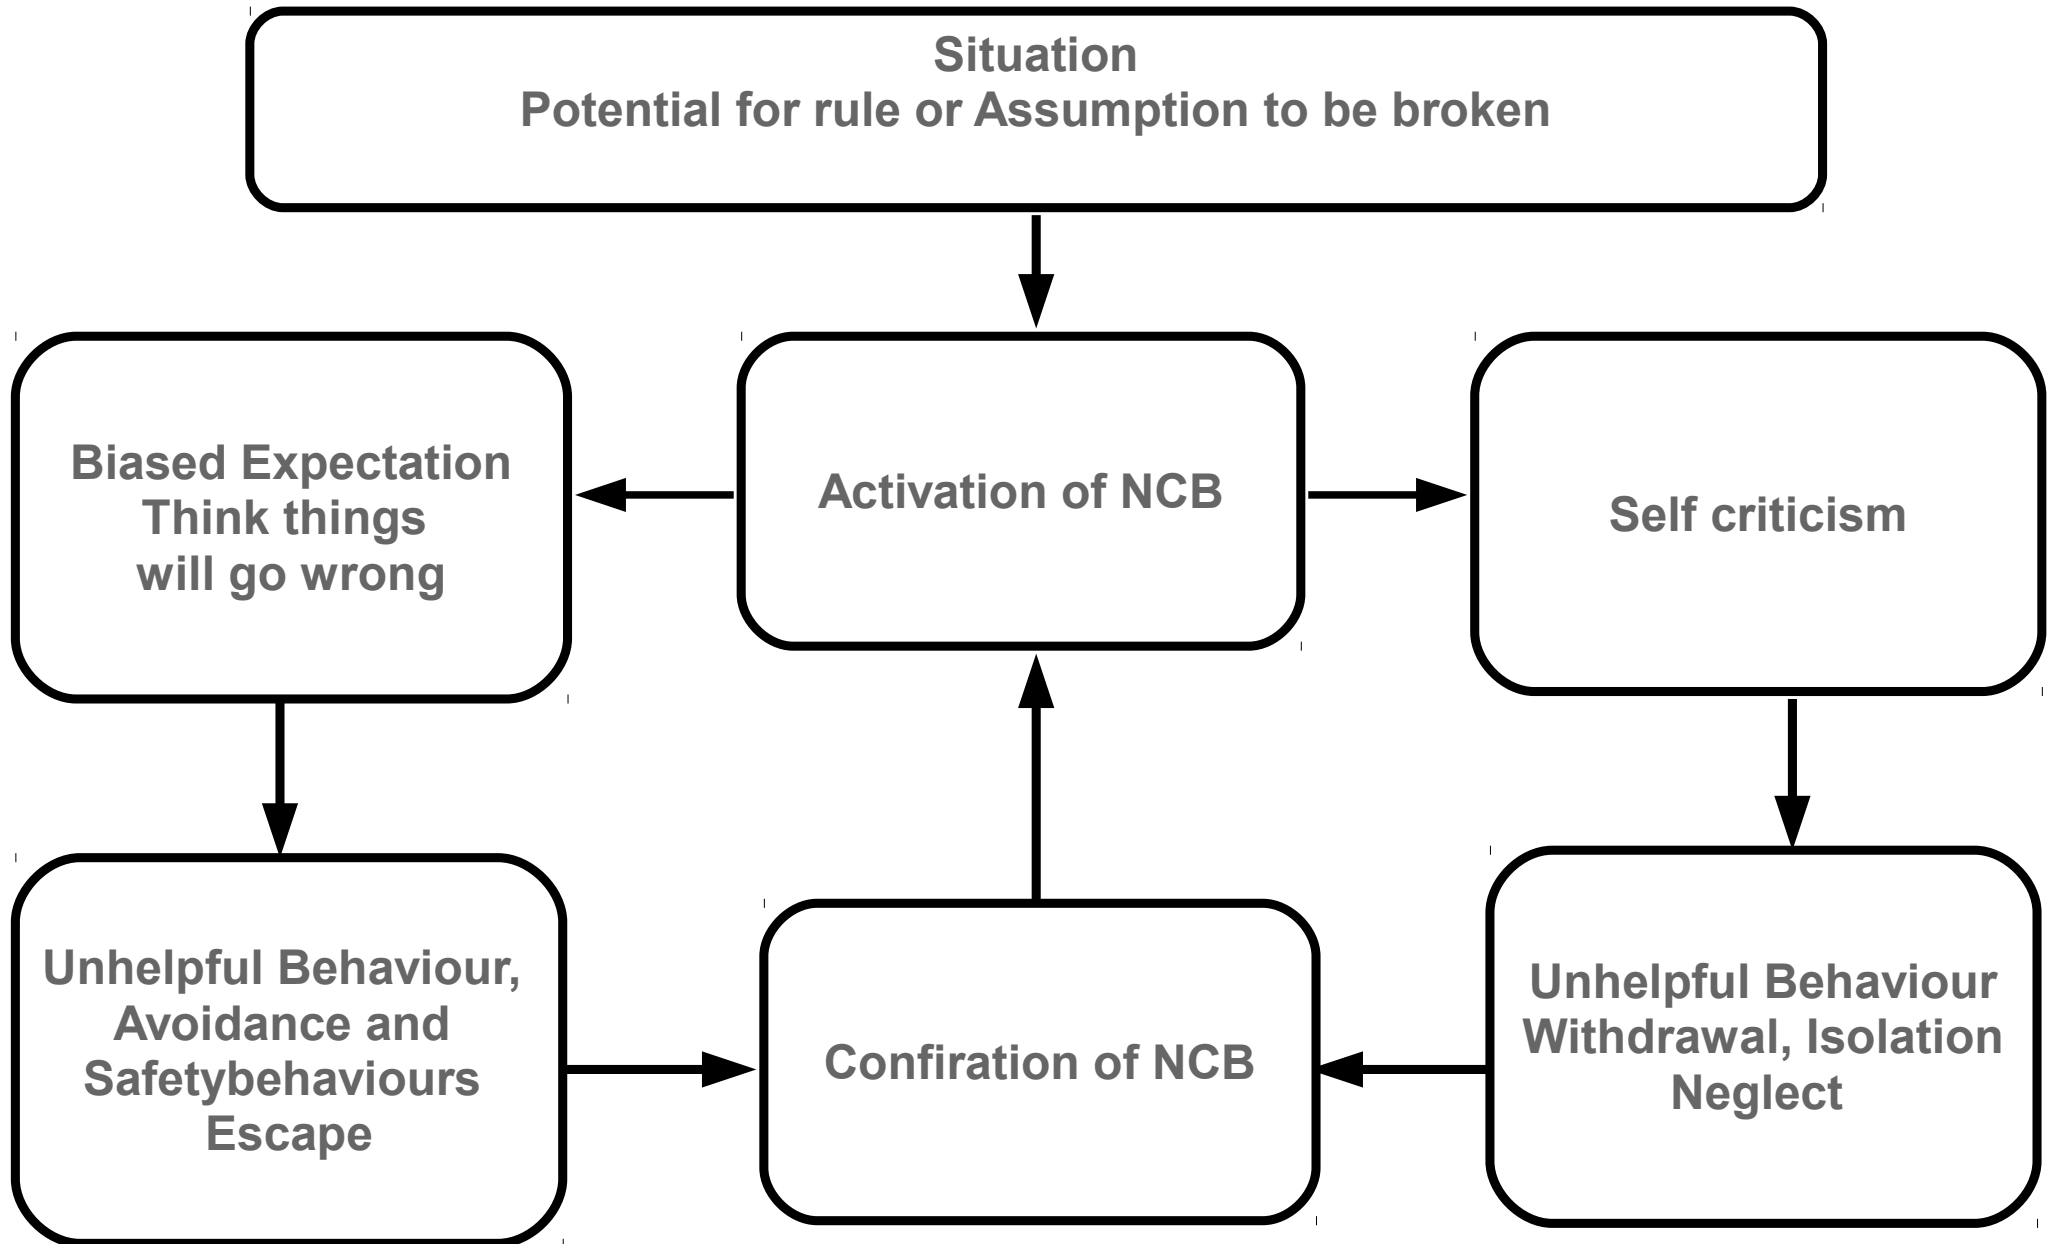 Situation
Potential for rule or Assumption to be broken
Biased Expectation
Think things
will go wrong
Activation of NCB
Self criticism
Unhelpful Behaviour,
Avoidance and
Safetybehaviours
Escape
Confiration of NCB
Unhelpful Behaviour
Withdrawal, Isolation
Neglect